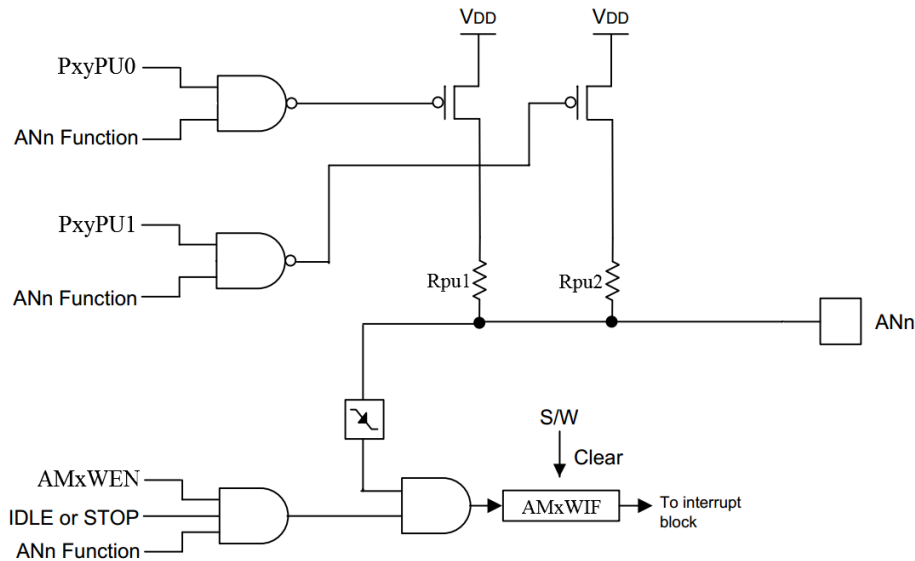 VDD
VDD
PxyPU0
ANn Function
PxyPU1
ANn Function
Rpu1
Rpu2
ANn
S/W
Clear
AMxWEN
IDLE or STOP
ANn Function
AMxWIF
To interrupt
block